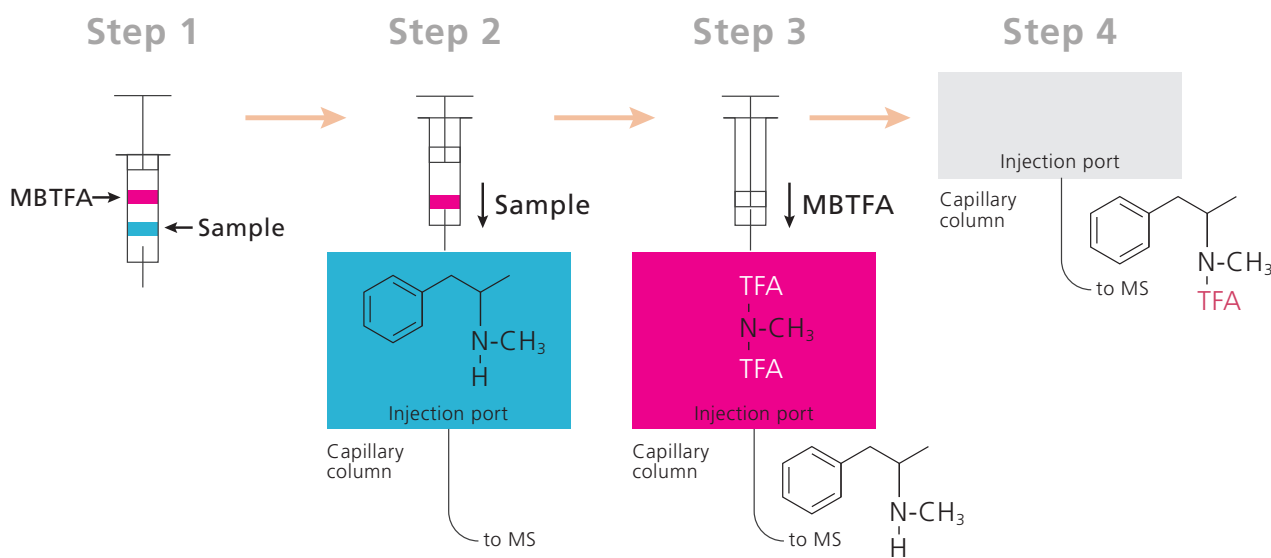 Step 1
Step 2
Step 3
Step 4
MBTFA
Sample
Sample
MBTFA
N-CH3
H
Injection port
Capillary
column
to MS
TFA
N-CH3
TFA
Injection port
Capillary
column
to MS
N-CH3
H
Injection port
Capillary
column
to MS
N-CH3
TFA